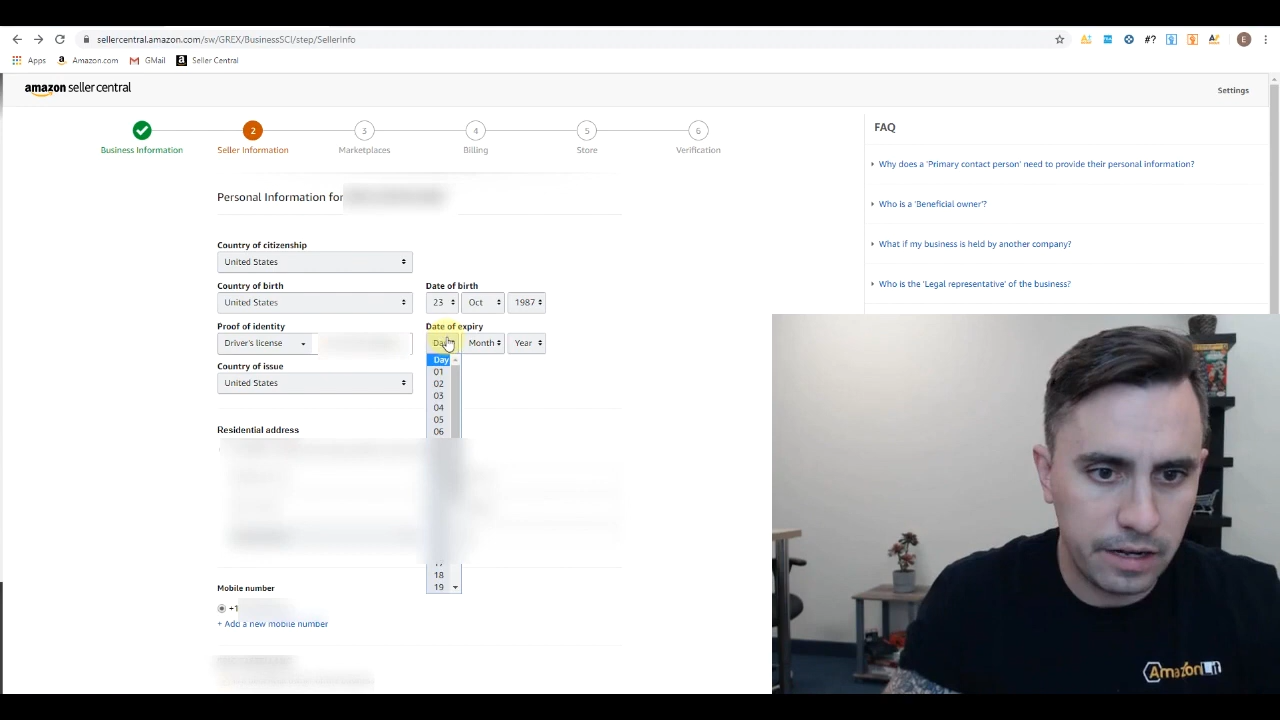 sellercentral.amazon.com/sw/GREX/BusinessSCI/step/SellerInfo
#?
E
Apps
Amazon.com
GMail
Seller Central
amazon seller central
Settings
2
3
4
5
6
Business Information
Seller Information
Marketplaces
Billing
Store
Verification
FAQ
Why does a 'Primary contact person' need to provide their personal information?
Who is a 'Beneficial owner'?
What if my business is held by another company?
Who is the 'Legal representative' of the business?
Personal Information for
Country of citizenship
United States
Country of birth
Date of birth
United States
23
Oct
1987
Proof of identity
Date of expiry
Driver's license
Month
Year
Day
01
02
03
04
05
06
18
19
Country of issue
United States
Residential address
Mobile number
+1
+ Add a new mobile number